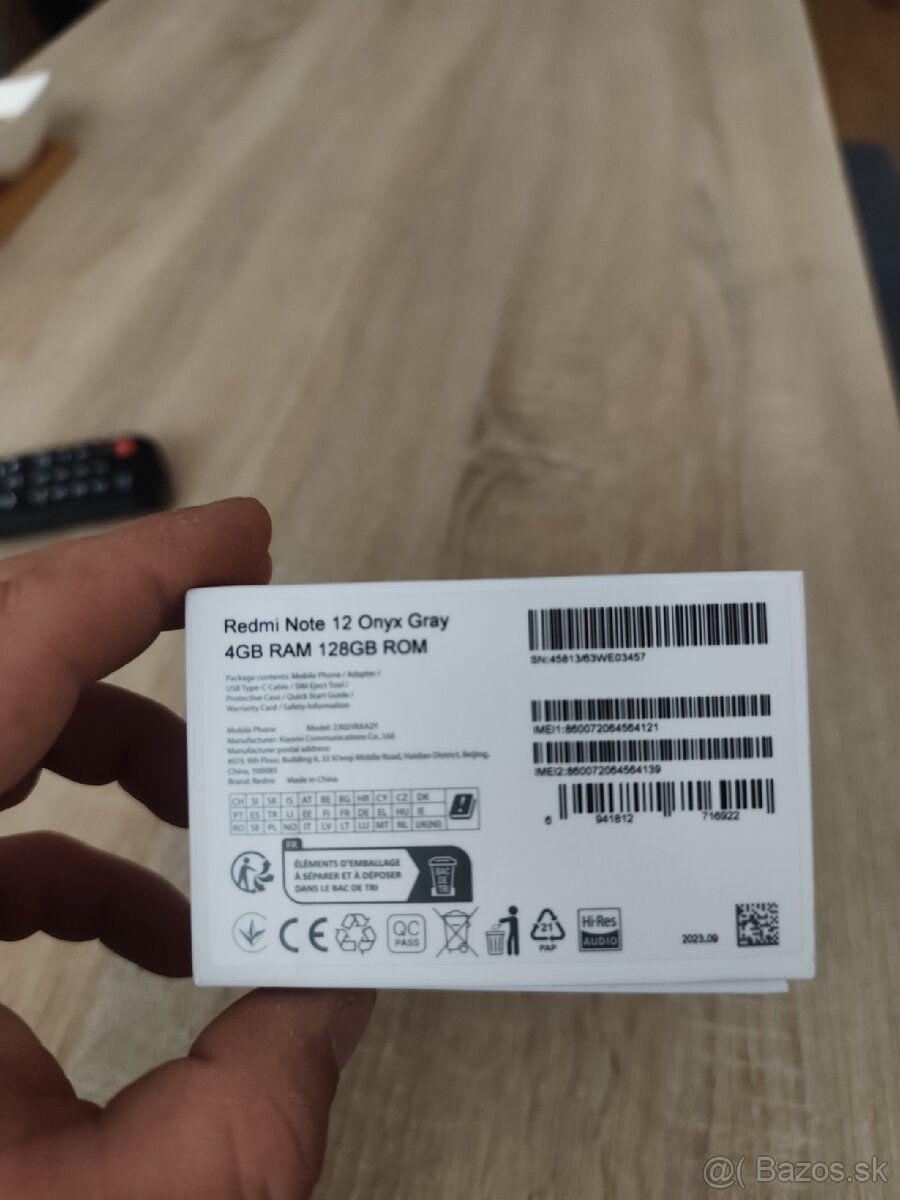 Redmi Note 12 Onyx Gray
4GB RAM 128GB ROM
Package contents: Mobile Phone / Adapter /
USB Type-C Cable / SIM Eject Tool /
Protective Case / Quick Start Guide /
Warranty Card / Safety Information
Mobile Phone Model: 23021RAA2Y
Manufacturer: Xiaomi Communications Co., Ltd.
Manufacturer postal address:
#019, 9th Floor, Building 6, 33 Xi'erqi Middle Road, Haidian District, Beijing,
China, 100085
Brand: Redmi Made in China
CH SI SK IS AT BE BG HR CY CZ DK
PT ES TR LI EE FI FR DE EL HU IE
RO SE PL NO IT LV LT LU MT NL UK(NI)
FR
ÉLÉMENTS D'EMBALLAGE
À SÉPARER ET À DÉPOSER
DANS LE BAC DE TRI
BAC
DE
TRI
CE
QC
PASS
21
PAP
Hi-Res
AUDIO
SN:45813/63WE03457
IMEI1:860072064564121
IMEI2:860072064564139
6 941812 716922
2023.09
@( Bazos.sk